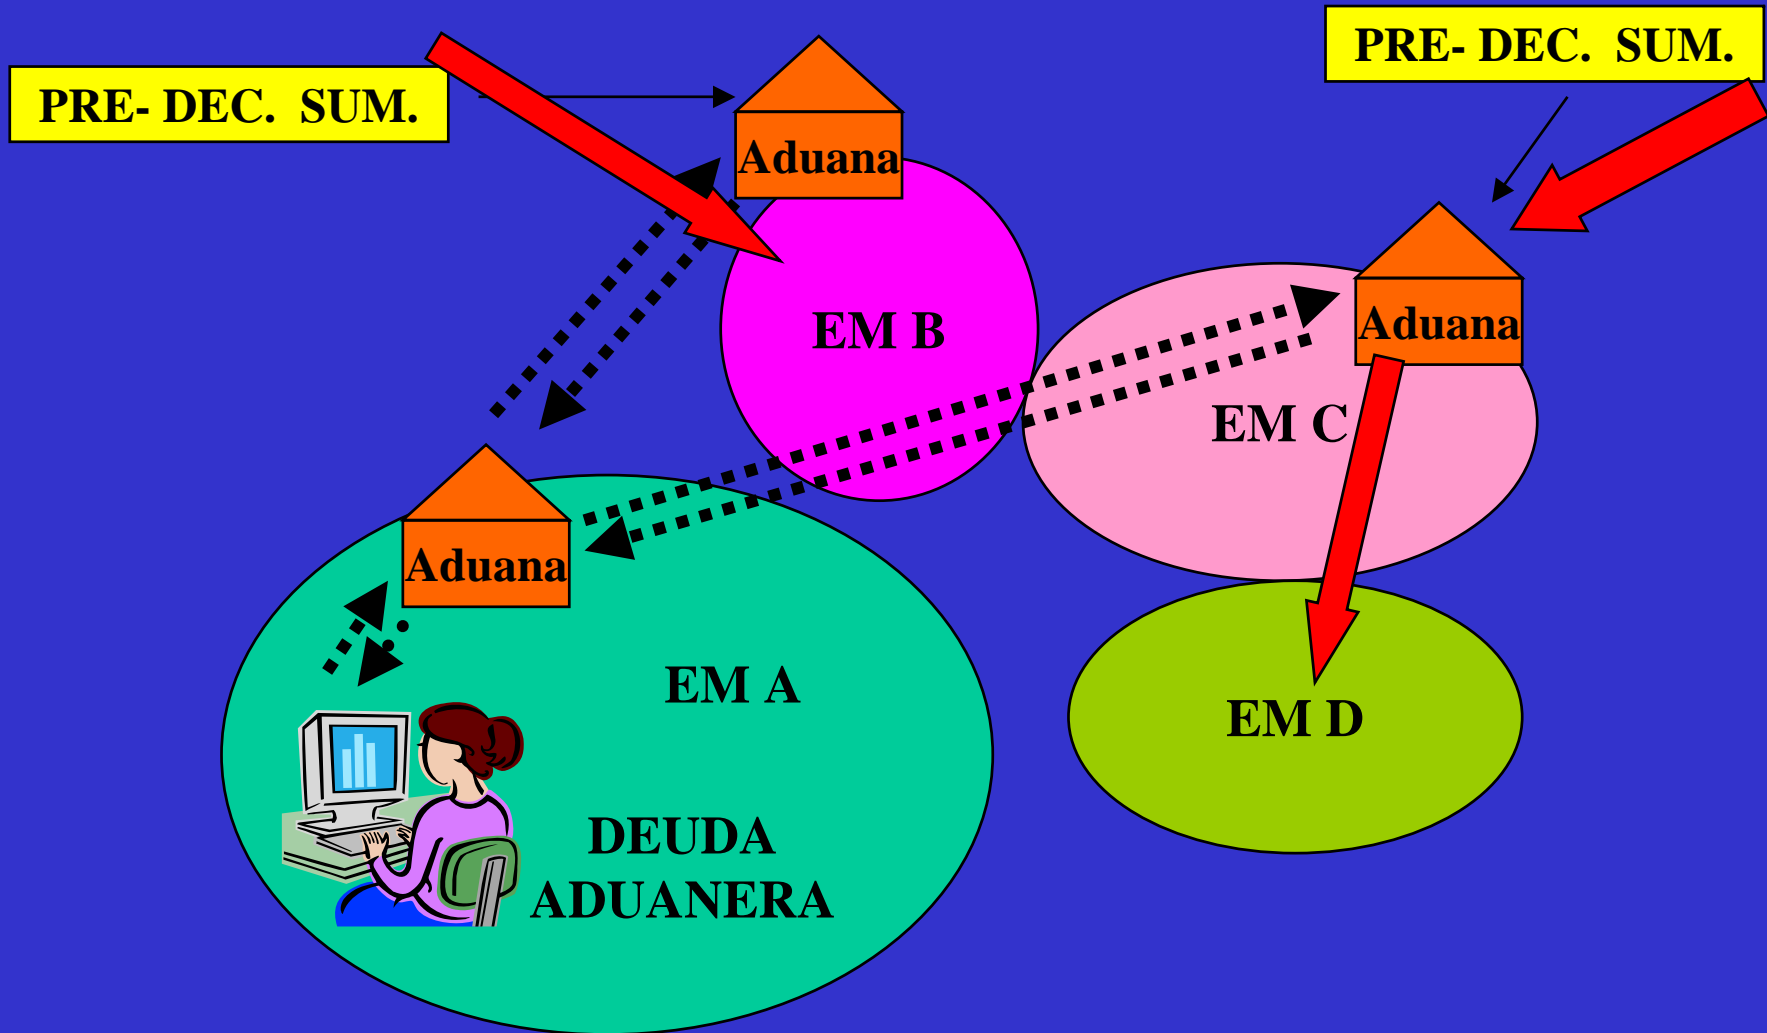 PRE- DEC.  SUM.
PRE- DEC.  SUM.
Aduana
Aduana
EM B
EM C
Aduana
EM A
EM D
DEUDA
ADUANERA